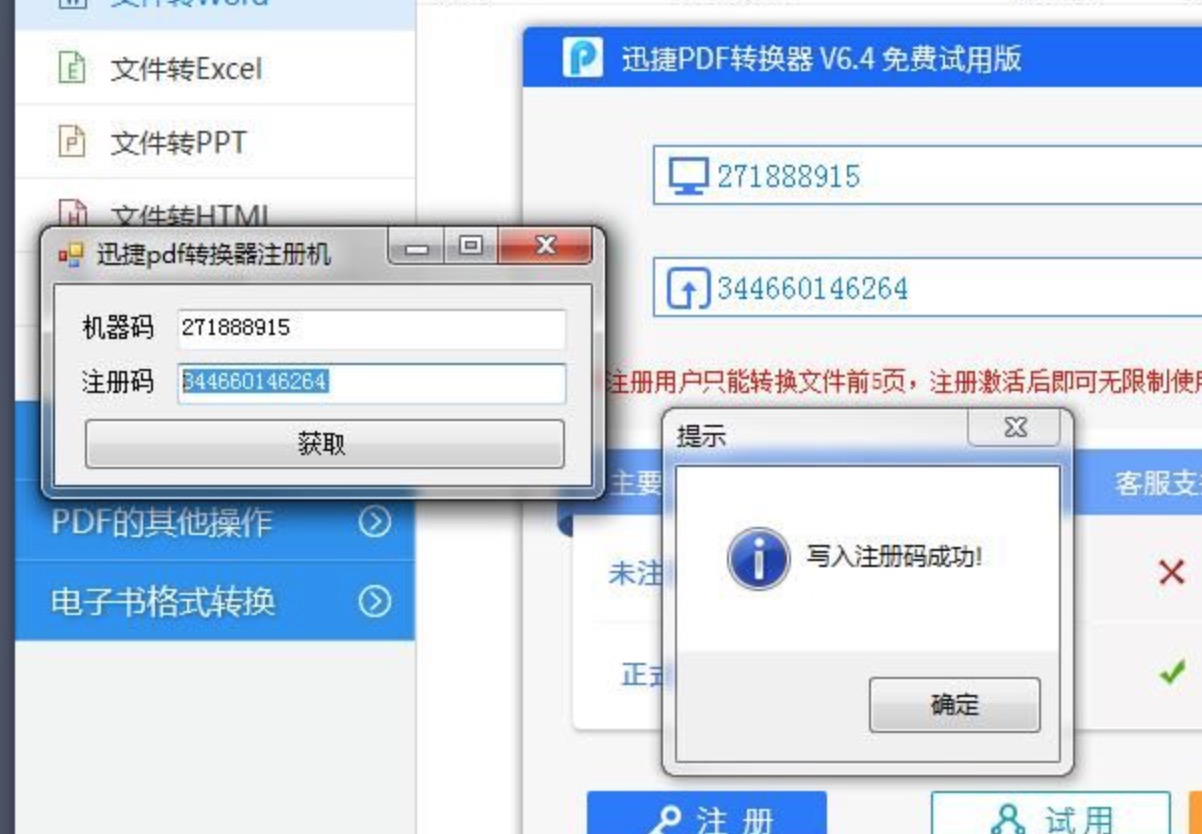 文件转Word
文件转Excel
文件转PPT
文件转HTML
PDF的其他操作
电子书格式转换
迅捷PDF转换器 V6.4 免费试用版
271888915
344660146264
注册用户只能转换文件前5页，注册激活后即可无限制使用
主要
客服支
未注
正式
注 册
试 用
迅捷pdf转换器注册机
机器码 271888915
注册码 344660146264
获取
提示
写入注册码成功!
确定